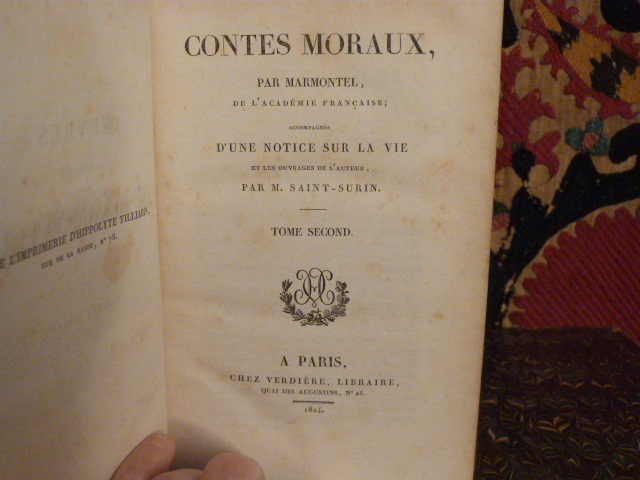 E L'IMPRIMERIE D'HIPPOLYTE TILLIARD,
RUE DE LA HARPE, N° 78.
CONTES MORAUX,
PAR MARMONTEL,
DE L'ACADÉMIE FRANÇAISE;
ACCOMPAGNÉS
D'UNE NOTICE SUR LA VIE
ET LES OUVRAGES DE L'AUTEUR,
PAR M. SAINT-SURIN.
TOME SECOND.
A PARIS,
CHEZ VERDIÈRE, LIBRAIRE,
QUAI DES AUGUSTINS, N° 25.
1824.